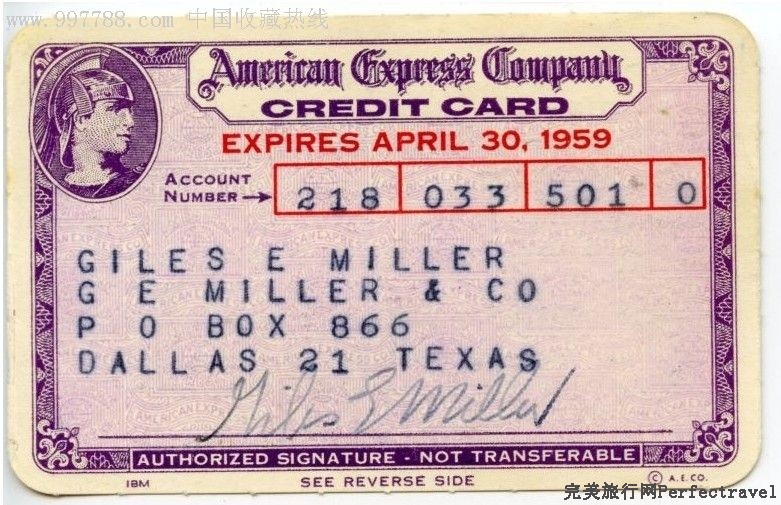 www.997788.com 中国收藏热线
American Express Company
CREDIT CARD
EXPIRES APRIL 30, 1959
ACCOUNT
NUMBER → 218 033 501 0
GILES E MILLER
G E MILLER & CO
P O BOX 866
DALLAS 21 TEXAS
Giles E Miller
AUTHORIZED SIGNATURE - NOT TRANSFERABLE
IBM SEE REVERSE SIDE © A.E.CO.
完美旅行网Perfectravel